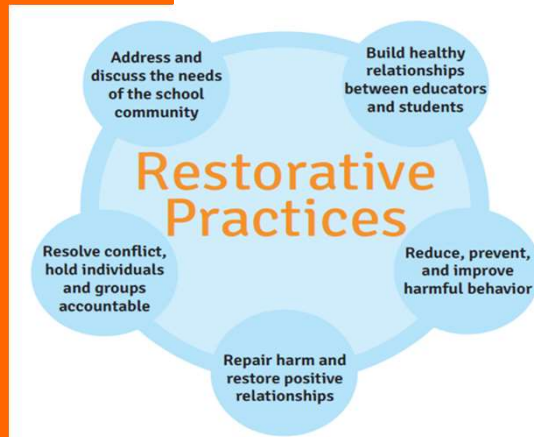 Address and
discuss the needs
of the school
community
Build healthy
relationships
between educators
and students
Restorative
Practices
Resolve conflict,
hold individuals
and groups
accountable
Reduce, prevent,
and improve
harmful behavior
Repair harm and
restore positive
relationships